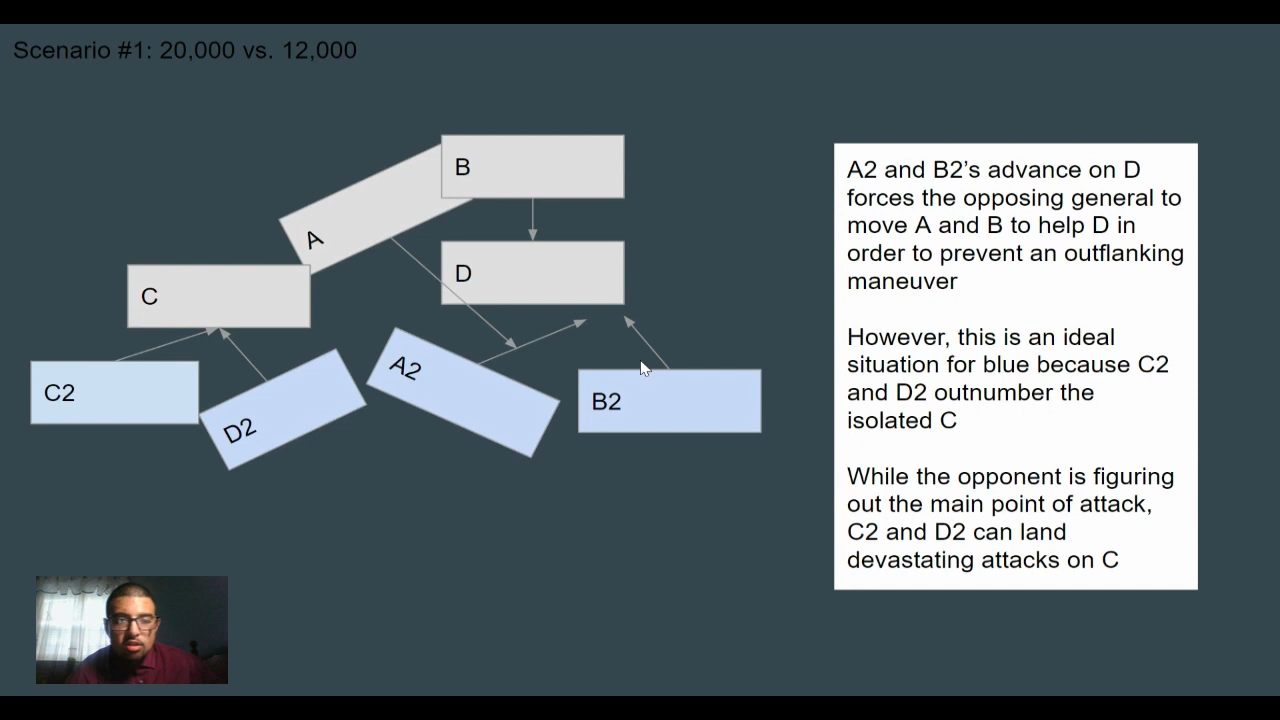 Scenario #1: 20,000 vs. 12,000
B
A
D
C
A2
C2
B2
D2
A2 and B2’s advance on D
forces the opposing general to
move A and B to help D in
order to prevent an outflanking
maneuver
However, this is an ideal
situation for blue because C2
and D2 outnumber the
isolated C
While the opponent is figuring
out the main point of attack,
C2 and D2 can land
devastating attacks on C